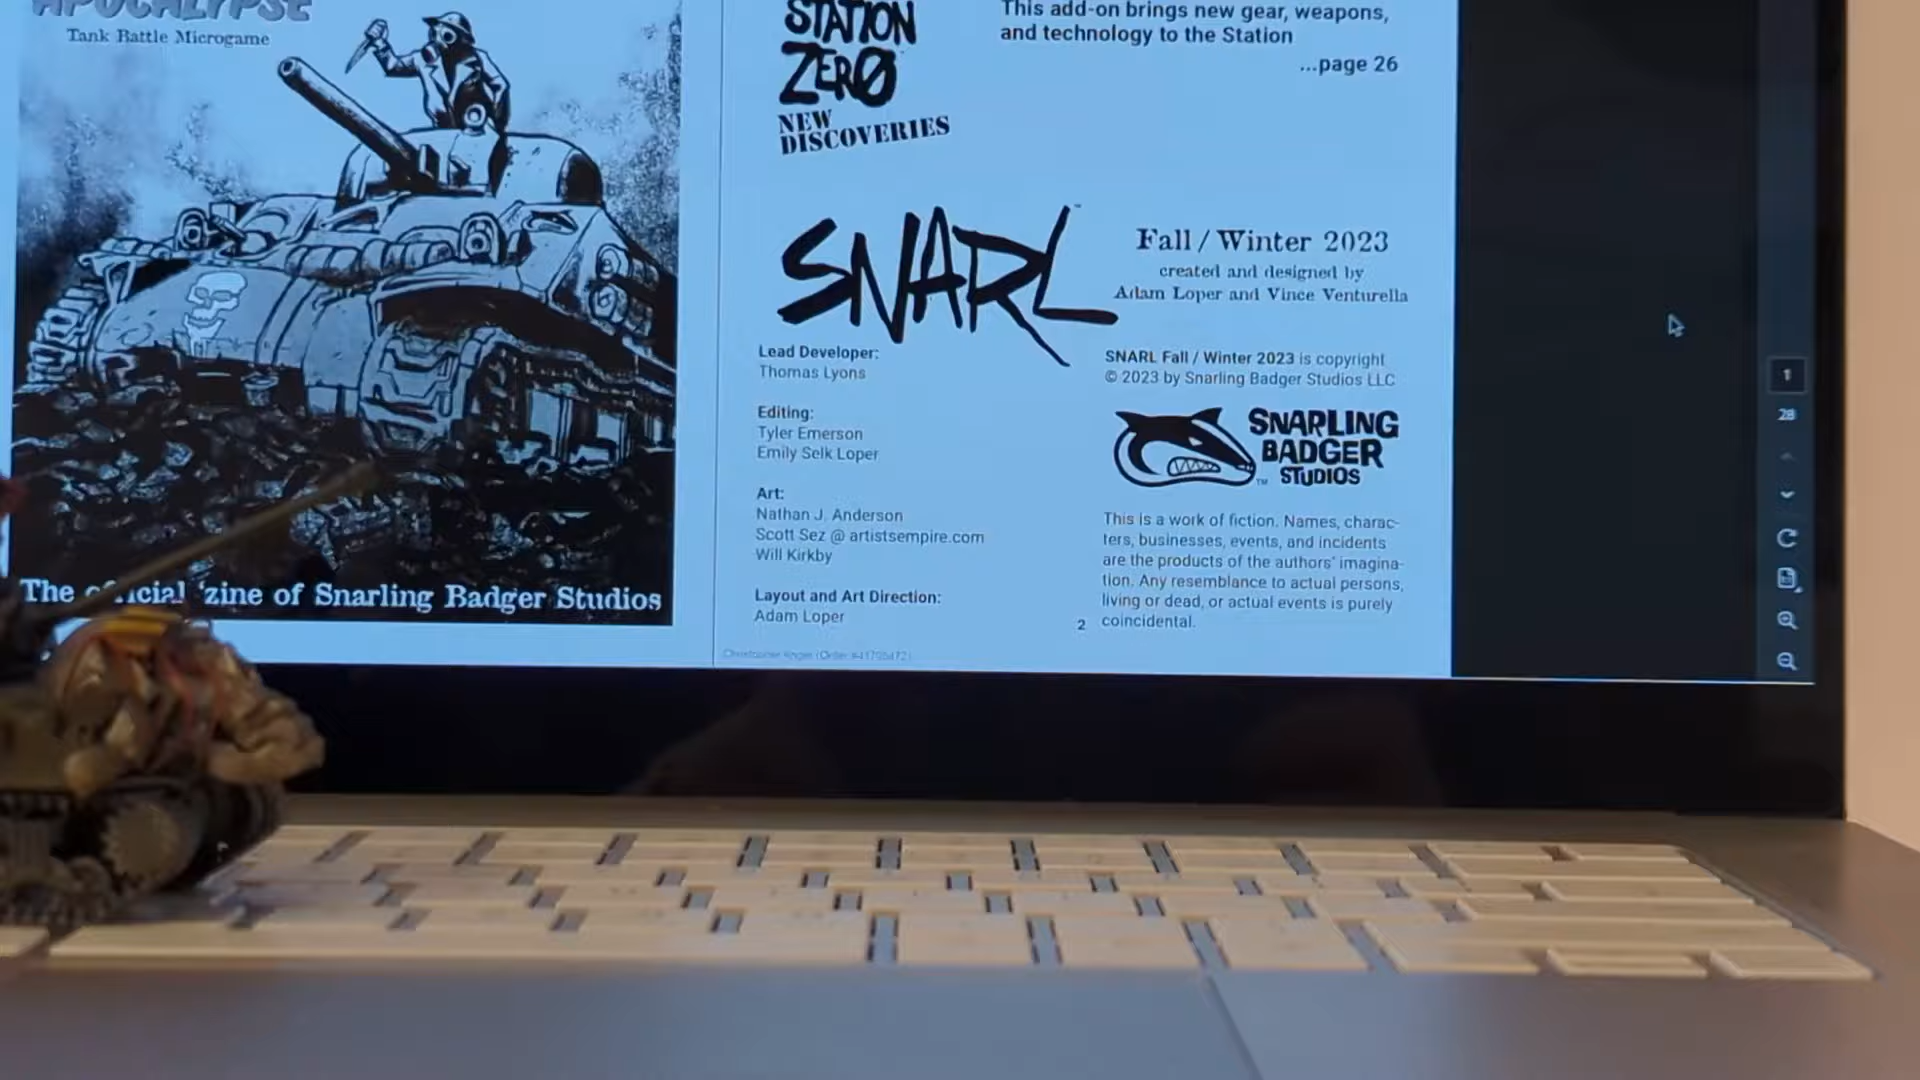 APOCALYPSE
Tank Battle Microgame
The official 'zine of Snarling Badger Studios
STATION
ZERØ
NEW
DISCOVERIES
This add-on brings new gear, weapons,
and technology to the Station
...page 26
SNARL
Fall / Winter 2023
created and designed by
Adam Loper and Vince Venturella
Lead Developer:
Thomas Lyons
Editing:
Tyler Emerson
Emily Selk Loper
Art:
Nathan J. Anderson
Scott Sez @ artistsempire.com
Will Kirkby
Layout and Art Direction:
Adam Loper
SNARL Fall / Winter 2023 is copyright
© 2023 by Snarling Badger Studios LLC
SNARLING
BADGER
STUDIOS
TM
This is a work of fiction. Names, charac-
ters, businesses, events, and incidents
are the products of the authors' imagina-
tion. Any resemblance to actual persons,
living or dead, or actual events is purely
coincidental.
2
1
28